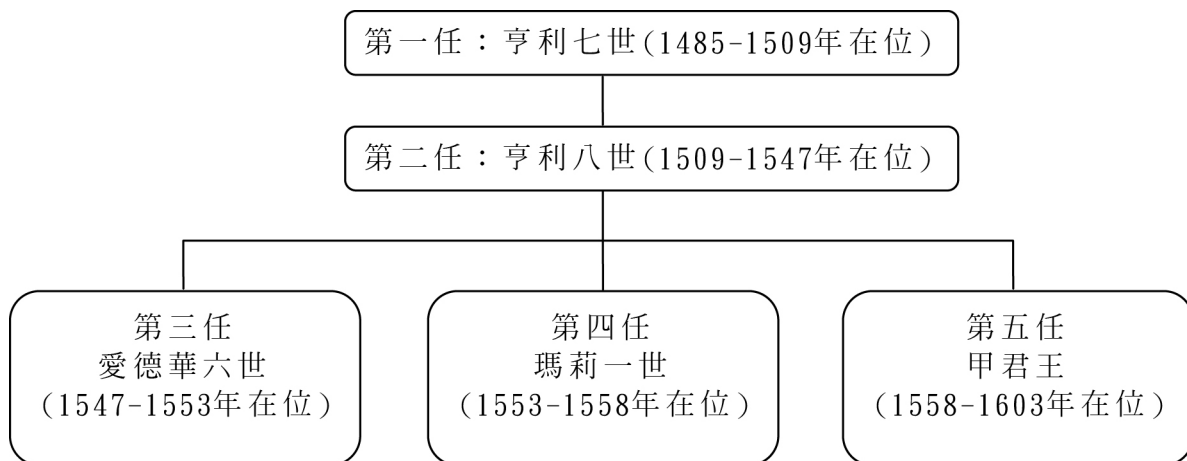 第一任：亨利七世(1485-1509年在位)
第二任：亨利八世(1509-1547年在位)
第三任
愛德華六世
(1547-1553年在位)
第四任
瑪莉一世
(1553-1558年在位)
第五任
甲君王
(1558-1603年在位)